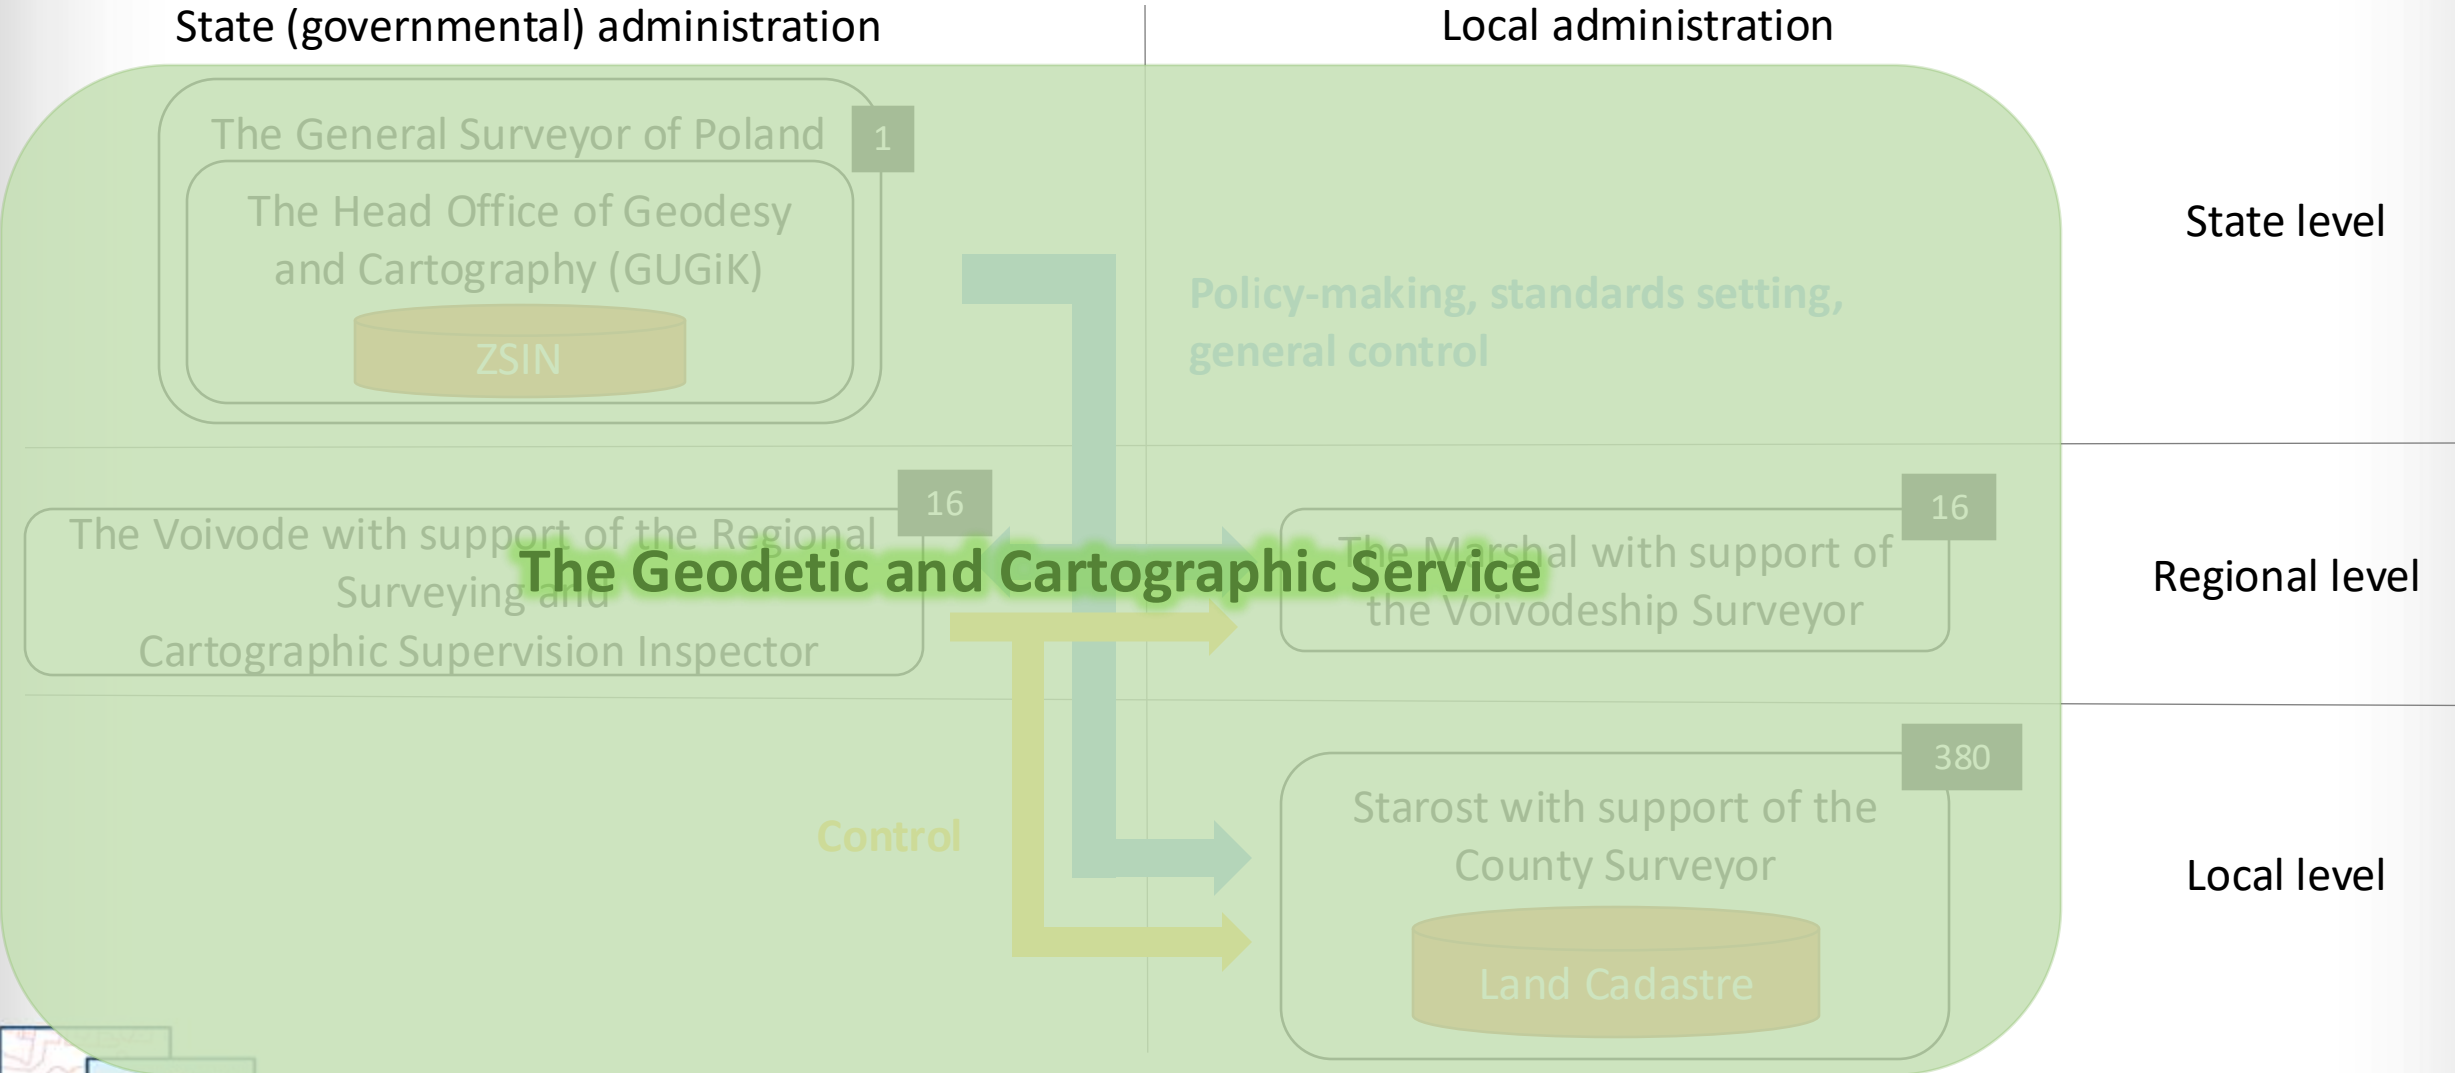 State (governmental) administration
Local administration
The General Surveyor of Poland
1
The Head Office of Geodesy
and Cartography (GUGiK)
ZSIN
Policy-making, standards setting,
general control
State level
16
The Voivode with support of the Regional
Surveying and
Cartographic Supervision Inspector
The Geodetic and Cartographic Service
16
The Marshal with support of
the Voivodeship Surveyor
Regional level
Control
380
Starost with support of the
County Surveyor
Land Cadastre
Local level